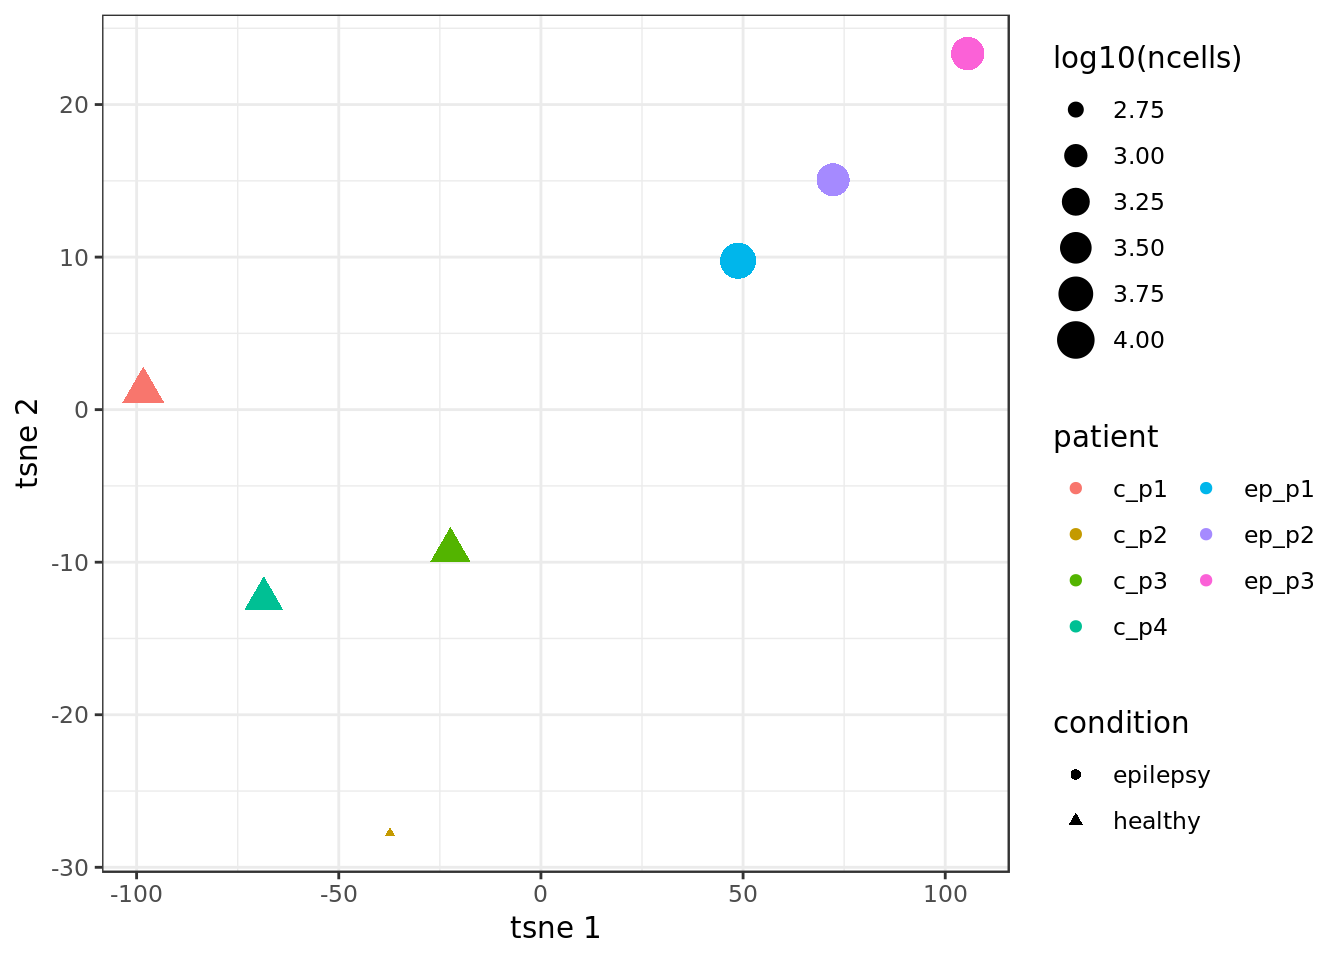 20
10
0
-10
-20
-30
tsne 2
-100
-50
0
50
100
tsne 1
log10(ncells)
2.75
3.00
3.25
3.50
3.75
4.00
patient
c_p1 ep_p1
c_p2 ep_p2
c_p3 ep_p3
c_p4
condition
epilepsy
healthy